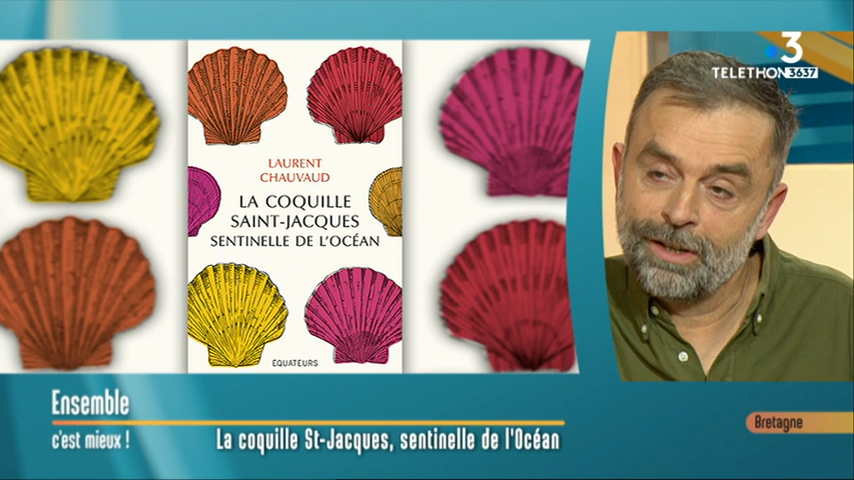 3
TELETHON 3637
LAURENT
CHAUVAUD
LA COQUILLE
SAINT-JACQUES
SENTINELLE DE L'OCÉAN
ÉQUATEURS
Ensemble
c'est mieux !
La coquille St-Jacques, sentinelle de l'Océan
Bretagne